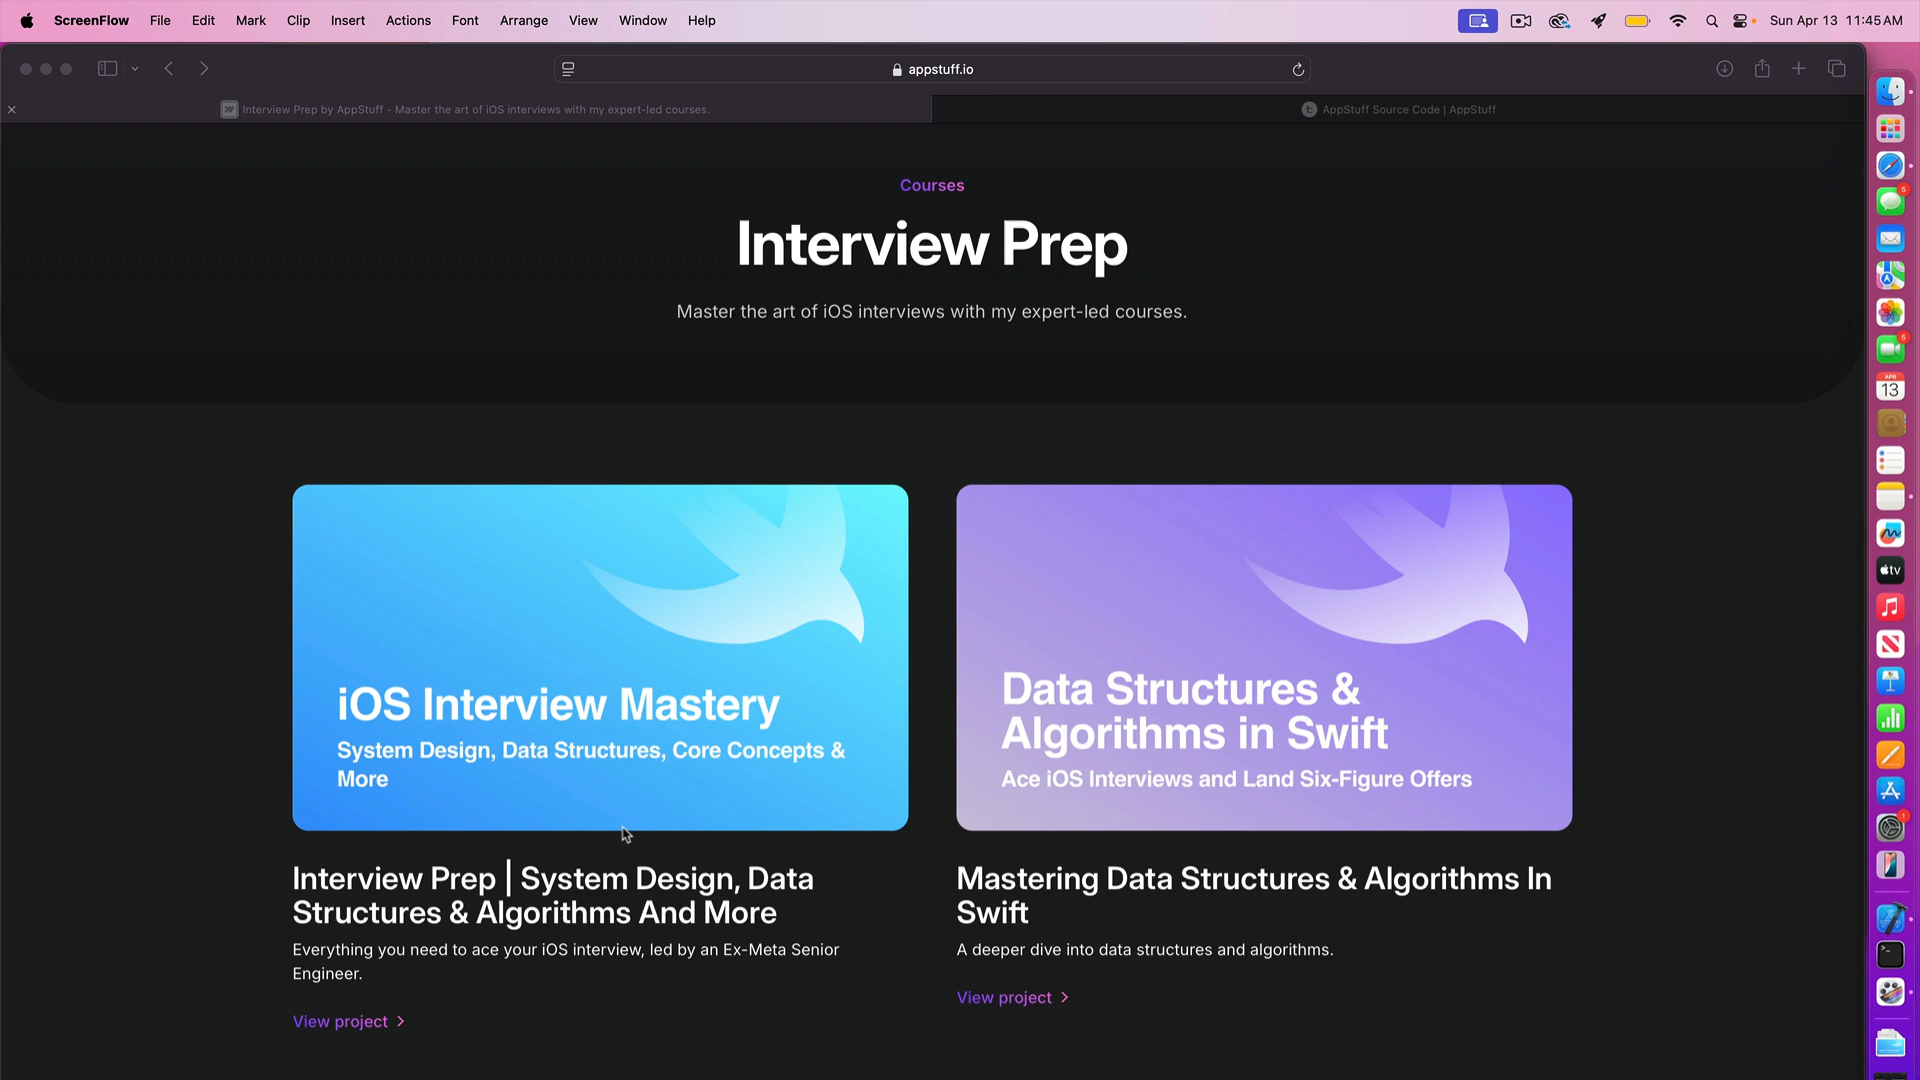 ScreenFlow File Edit Mark Clip Insert Actions Font Arrange View Window Help Sun Apr 13 11:45 AM
appstuff.io
Interview Prep by AppStuff - Master the art of iOS interviews with my expert-led courses.
AppStuff Source Code | AppStuff
Courses
Interview Prep
Master the art of iOS interviews with my expert-led courses.
iOS Interview Mastery
System Design, Data Structures, Core Concepts &
More
Data Structures &
Algorithms in Swift
Ace iOS Interviews and Land Six-Figure Offers
Interview Prep | System Design, Data
Structures & Algorithms And More
Everything you need to ace your iOS interview, led by an Ex-Meta Senior
Engineer.
View project
Mastering Data Structures & Algorithms In
Swift
A deeper dive into data structures and algorithms.
View project
5
5
APR
13
tv
1